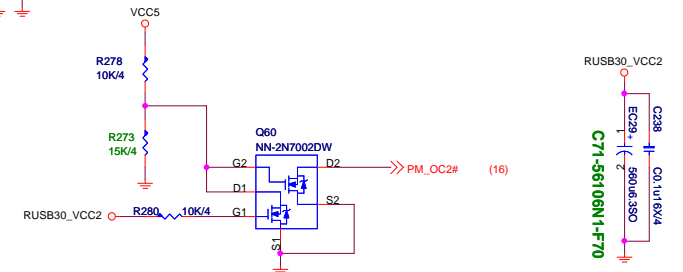 VCC5
R278
10K/4
R273
15K/4
Q60
NN-2N7002DW
G2
D2
D1
S2
G1
S1
PM_OC2#
(16)
RUSB30_VCC2
R280
10K/4
RUSB30_VCC2
1
+
2
EC29
560u6.3SO
C71-56106N1-F70
C238
C0.1u16X/4